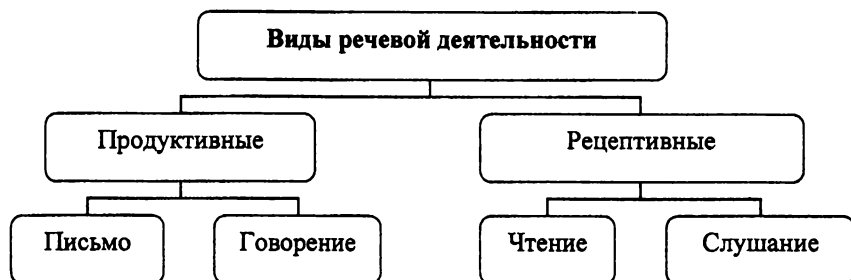 Виды речевой деятельности
Продуктивные
Рецептивные
Письмо
Говорение
Чтение
Слушание